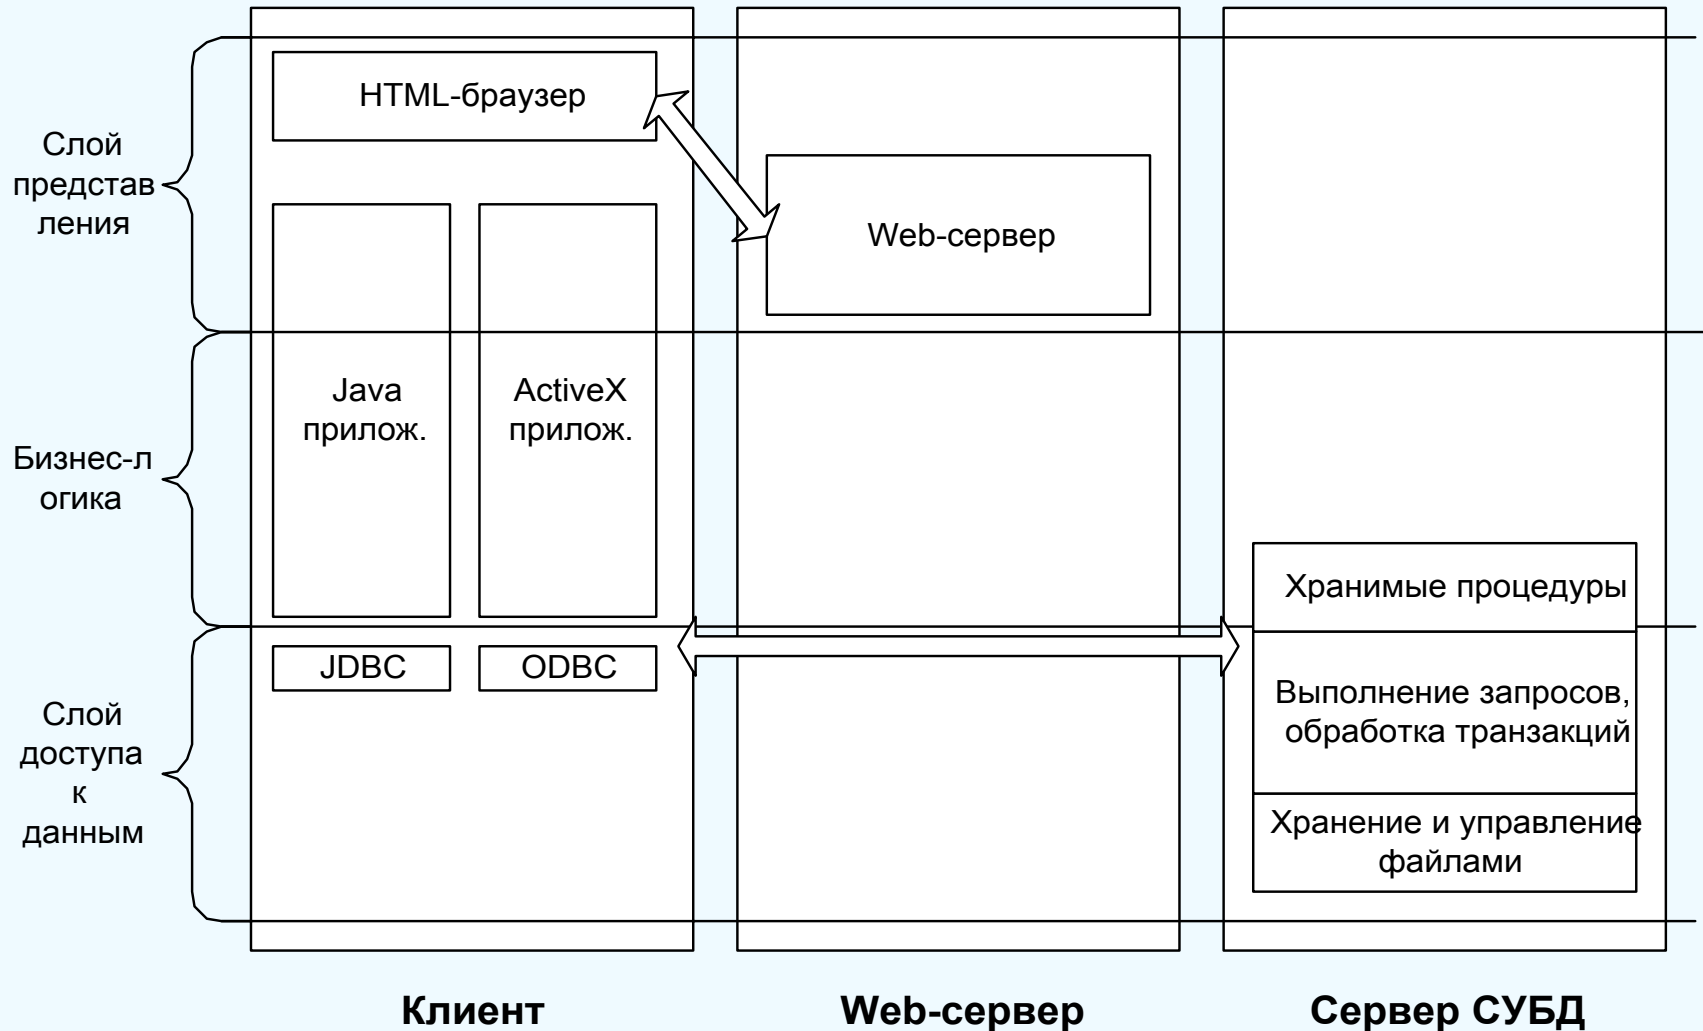 HTML-браузер
Слой
представ
ления
Web-сервер
Java
прилож.
ActiveX
прилож.
Бизнес-л
огика
Хранимые процедуры
JDBC
ODBC
Слой
доступа
к
данным
Выполнение запросов,
обработка транзакций
Хранение и управление
файлами
Клиент
Web-сервер
Сервер СУБД